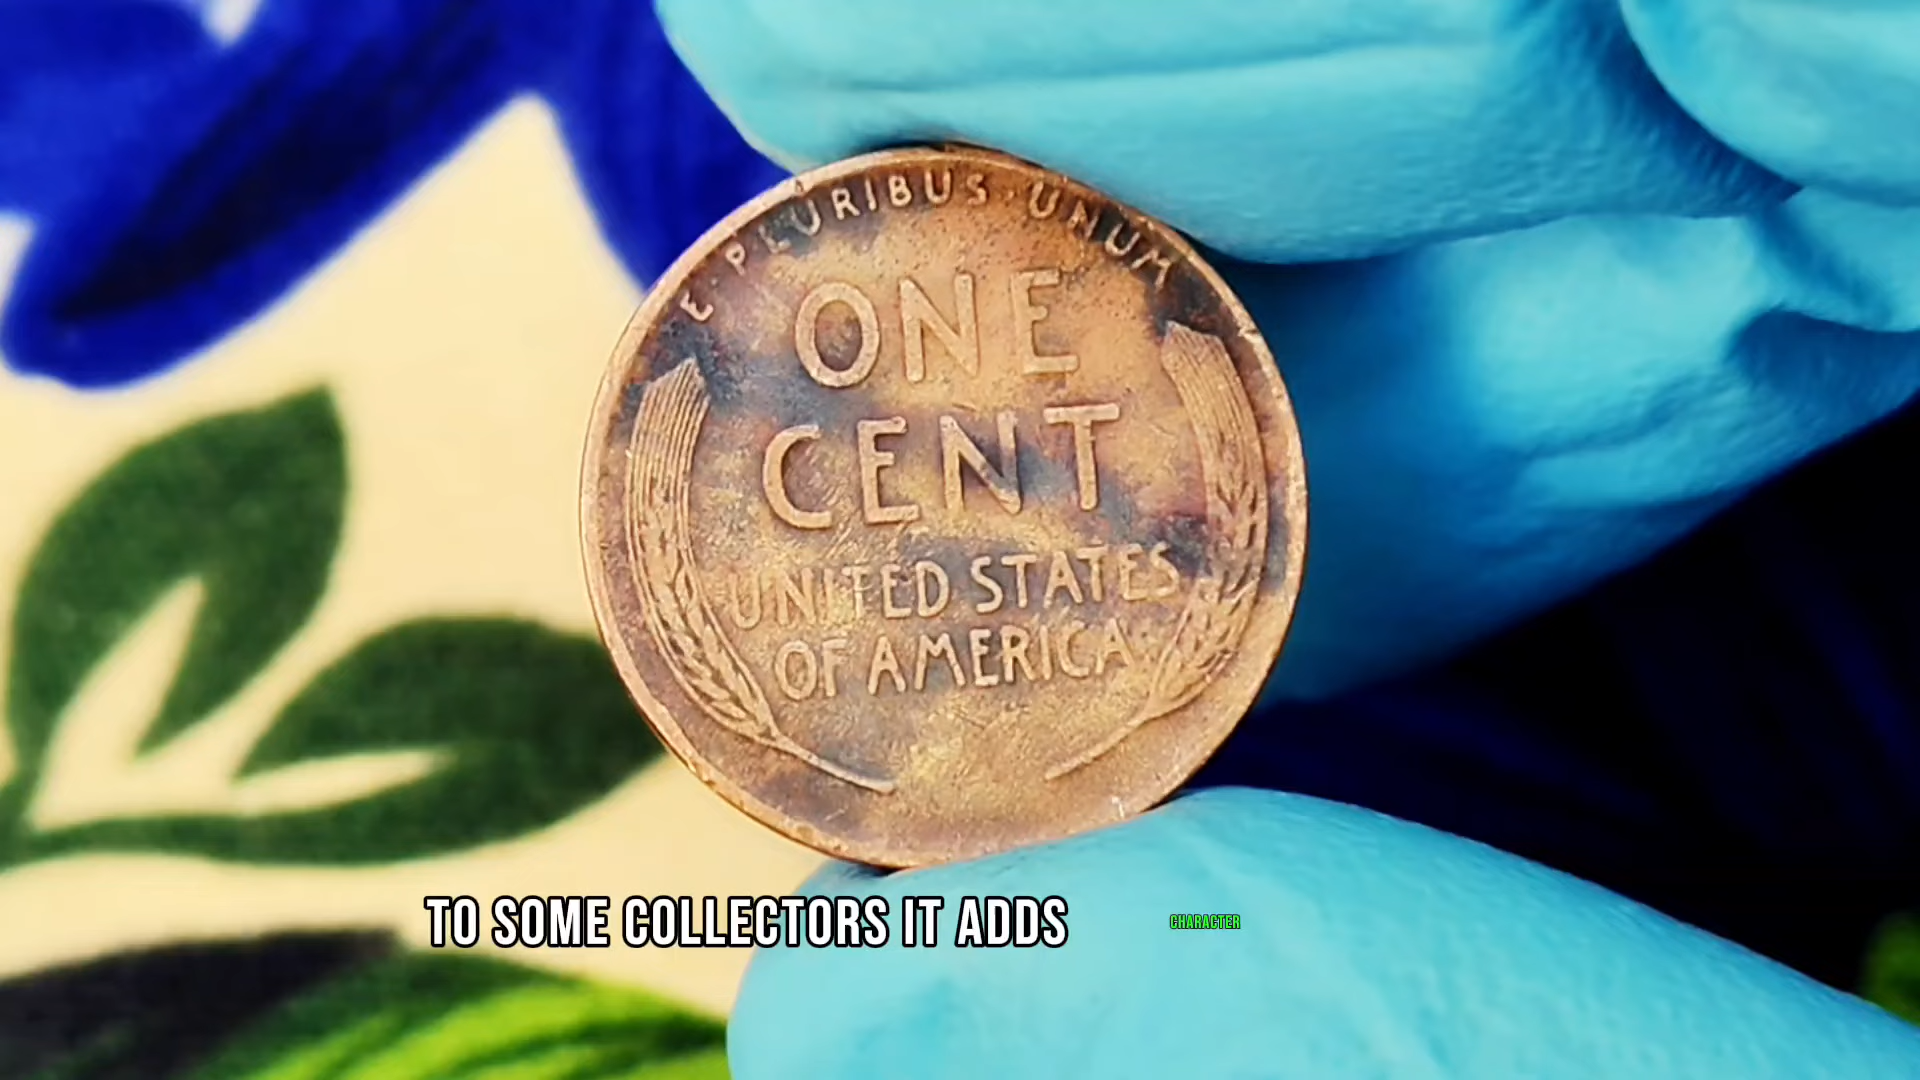 E · PLURIBUS · UNUM
ONE
CENT
UNITED STATES
OF AMERICA
TO SOME COLLECTORS IT ADDS CHARACTER